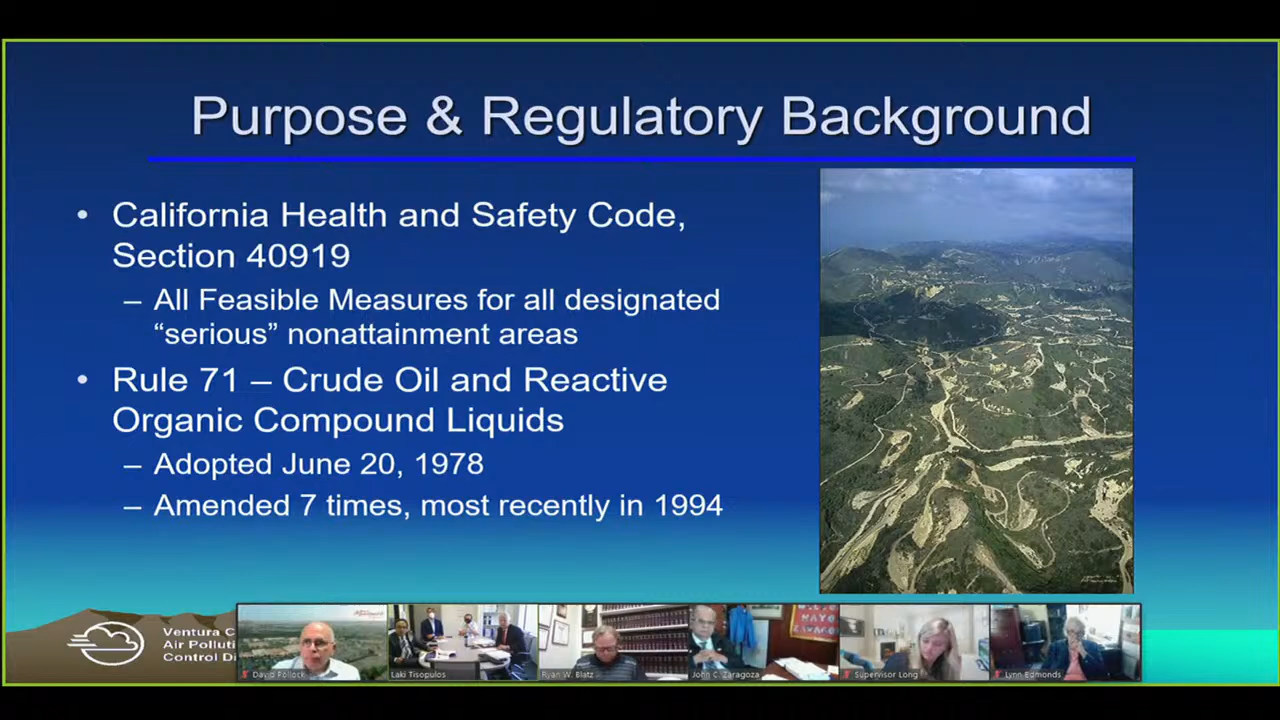 Purpose & Regulatory Background
• California Health and Safety Code,
Section 40919
– All Feasible Measures for all designated
“serious” nonattainment areas
• Rule 71 – Crude Oil and Reactive
Organic Compound Liquids
– Adopted June 20, 1978
– Amended 7 times, most recently in 1994
Ventura C
Air Polluti
Control Di
David Pollock
Laki Tisopulos
Ryan W. Blatz
John C. Zaragoza
Supervisor Long
Lynn Edmonds
MAYO
ZARAGO